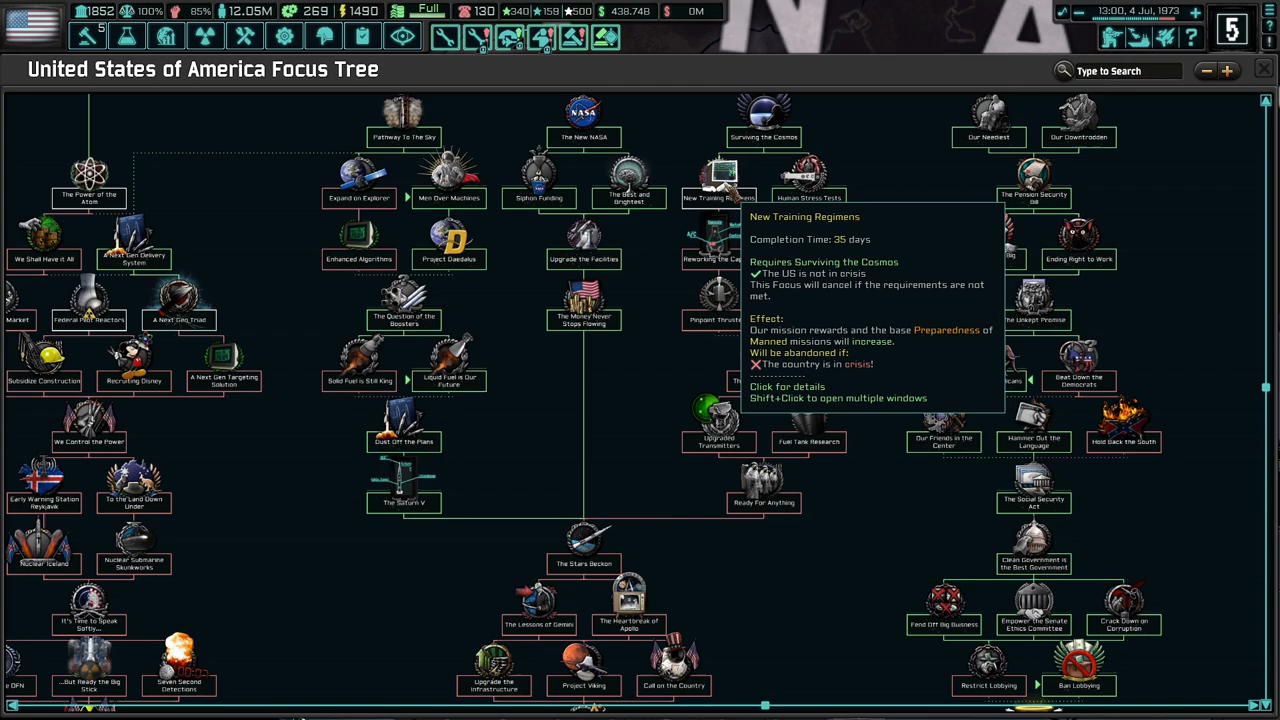 1852 100% 85% 12.05M 269 1490 Full 130 340 159 500 $ 438.74B $ 0M
13:00, 4 Jul, 1973
5
5
United States of America Focus Tree
Type to Search
Pathway To The Sky
The New NASA
Surviving the Cosmos
Our Neediest
Our Downtrodden
The Power of the Atom
Expand on Explorer
Men Over Machines
Siphon Funding
The Best and Brightest
New Training Regimens
Human Stress Tests
The Pension Security Bill
New Training Regimens
Completion Time: 35 days
Requires Surviving the Cosmos
The US is not in crisis
This Focus will cancel if the requirements are not
met.
Effect:
Our mission rewards and the base Preparedness of
Manned missions will increase.
Will be abandoned if:
The country is in crisis!
Click for details
Shift+Click to open multiple windows
We Shall Have it All
A Next Gen Delivery System
Enhanced Algorithms
Project Daedalus
Upgrade the Facilities
Reworking the Cap
Big
Ending Right to Work
Market
Federal Pilot Reactors
A Next Gen Triad
The Question of the Boosters
The Money Never Stops Flowing
Pinpoint Thruste
The Unkept Promise
Subsidize Construction
Recruiting Disney
A Next Gen Targeting Solution
Solid Fuel is Still King
Liquid Fuel is Our Future
Th
icans
Beat Down the Democrats
We Control the Power
Dust Off the Plans
Upgraded Transmitters
Fuel Tank Research
Our Friends in the Center
Hammer Out the Language
Hold Back the South
Early Warning Station Reykjavik
To the Land Down Under
The Saturn V
Ready For Anything
The Social Security Act
Nuclear Iceland
Nuclear Submarine Skunkworks
The Stars Beckon
Clean Government is the Best Government
It's Time to Speak Softly...
The Lessons of Gemini
The Heartbreak of Apollo
Fend Off Big Business
Empower the Senate Ethics Committee
Crack Down on Corruption
e DFN
...But Ready the Big Stick
Seven Second Detections
Upgrade the Infrastructure
Project Viking
Call on the Country
Restrict Lobbying
Ban Lobbying